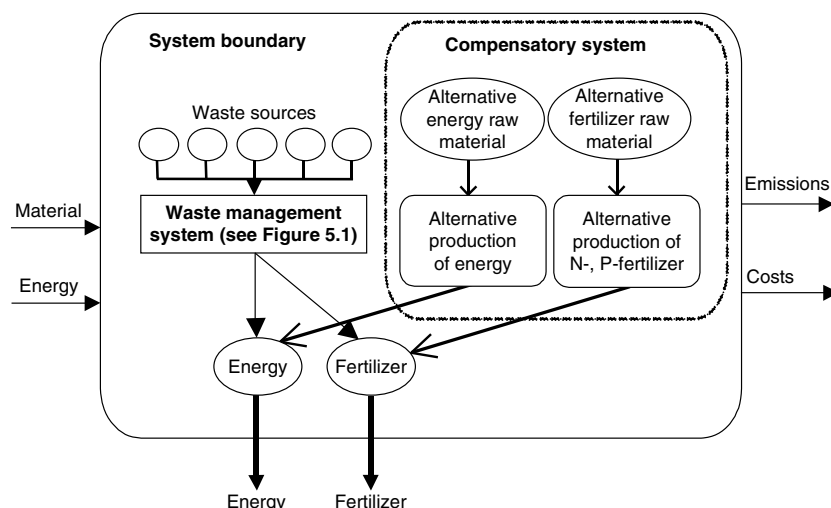 System boundary
Compensatory system
Waste sources
Alternative
energy raw
material
Alternative
fertilizer raw
material
Material
Energy
Waste management
system (see Figure 5.1)
Alternative
production
of energy
Alternative
production of
N-, P-fertilizer
Emissions
Costs
Energy
Fertilizer
Energy
Fertilizer